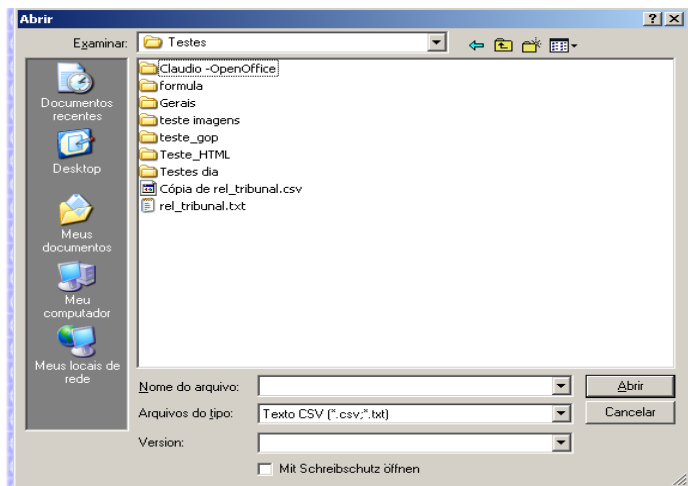 Abrir
Examinar: Testes
Documentos
recentes
Desktop
Meus
documentos
Meu
computador
Meus locais de
rede
Claudio -OpenOffice
formula
Gerais
teste imagens
teste_gop
Teste_HTML
Testes dia
Cópia de rel_tribunal.csv
rel_tribunal.txt
Nome do arquivo: Abrir
Arquivos do tipo: Texto CSV (*.csv;*.txt) Cancelar
Version:
Mit Schreibschutz öffnen